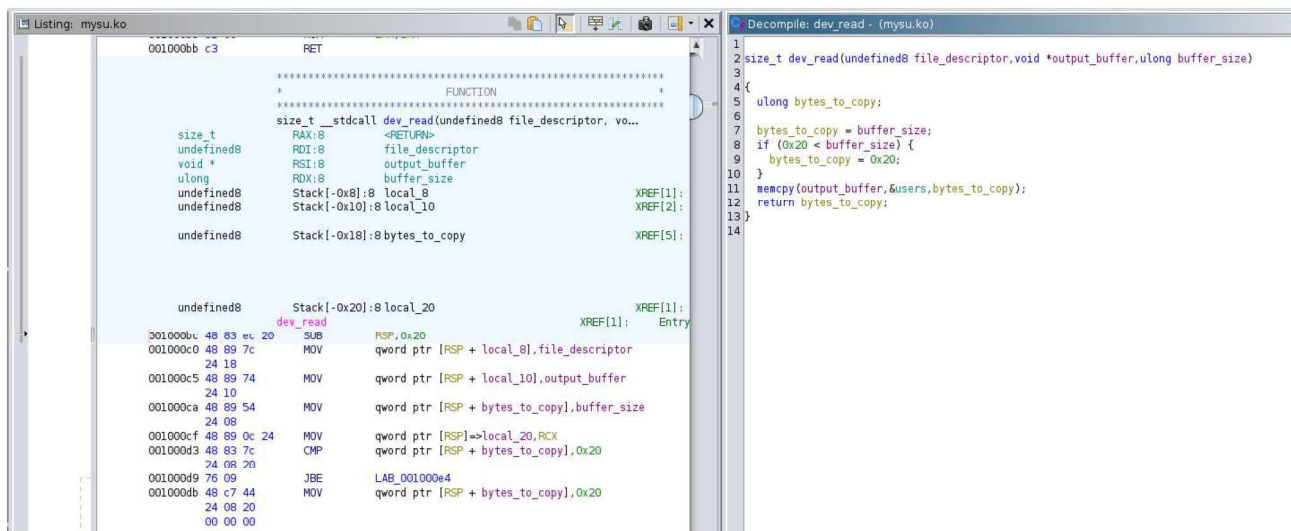 Listing: mysu.ko
001000bb c3 RET
**************************************************************
* FUNCTION *
**************************************************************
size_t __stdcall dev_read(undefined8 file_descriptor, vo...
size_t RAX:8 <RETURN>
undefined8 RDI:8 file_descriptor
void * RSI:8 output_buffer
ulong RDX:8 buffer_size
undefined8 Stack[-0x8]:8 local_8 XREF[1]:
undefined8 Stack[-0x10]:8 local_10 XREF[2]:
undefined8 Stack[-0x18]:8 bytes_to_copy XREF[5]:
undefined8 Stack[-0x20]:8 local_20 XREF[1]:
dev_read XREF[1]: Entry
001000bc 48 83 ec 20 SUB RSP,0x20
001000c0 48 89 7c MOV qword ptr [RSP + local_8],file_descriptor
24 18
001000c5 48 89 74 MOV qword ptr [RSP + local_10],output_buffer
24 10
001000ca 48 89 54 MOV qword ptr [RSP + bytes_to_copy],buffer_size
24 08
001000cf 48 89 0c 24 MOV qword ptr [RSP]=>local_20,RCX
001000d3 48 83 7c CMP qword ptr [RSP + bytes_to_copy],0x20
24 08 20
001000d9 76 09 JBE LAB_001000e4
001000db 48 c7 44 MOV qword ptr [RSP + bytes_to_copy],0x20
24 08 20
00 00 00
Decompile: dev_read - (mysu.ko)
1
2 size_t dev_read(undefined8 file_descriptor,void *output_buffer,ulong buffer_size)
3
4 {
5 ulong bytes_to_copy;
6
7 bytes_to_copy = buffer_size;
8 if (0x20 < buffer_size) {
9 bytes_to_copy = 0x20;
10 }
11 memcpy(output_buffer,&users,bytes_to_copy);
12 return bytes_to_copy;
13 }
14